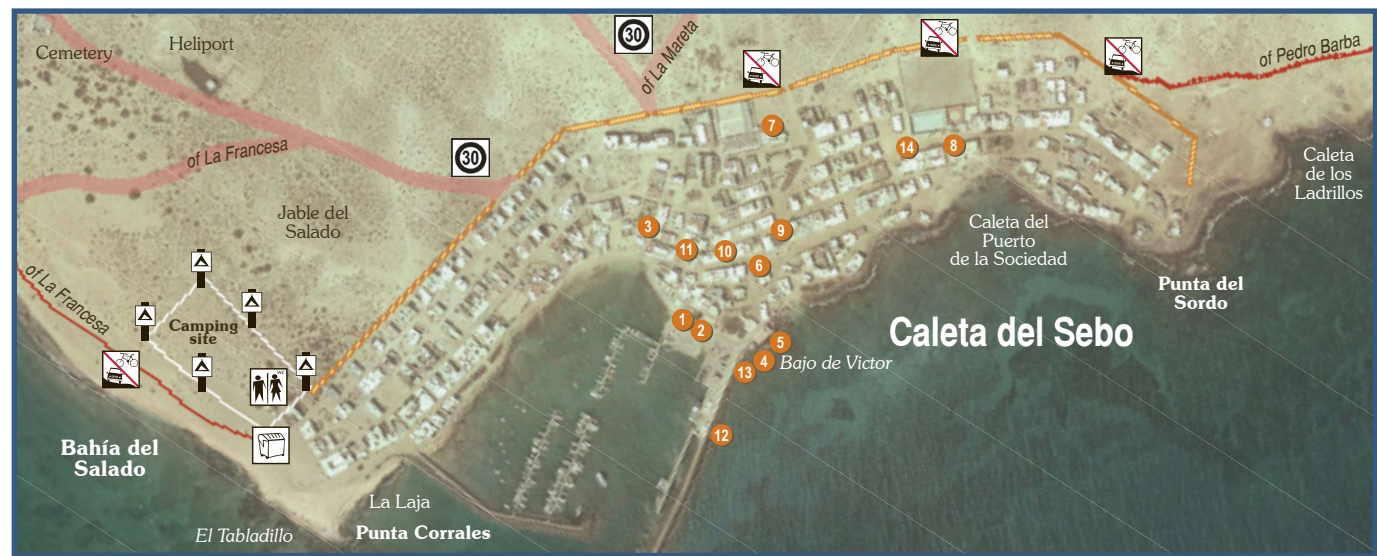 Cemetery
Heliport
30
of La Mareta
of Pedro Barba
7
14
8
30
of La Francesa
Caleta
de los
Ladrillos
Jable del
Salado
3
9
11
10
6
Caleta del
Puerto
de la Sociedad
of La Francesa
Camping
site
Punta del
Sordo
1
2
Caleta del Sebo
5
4
Bajo de Victor
13
WC
12
Bahía del
Salado
La Laja
Punta Corrales
El Tabladillo